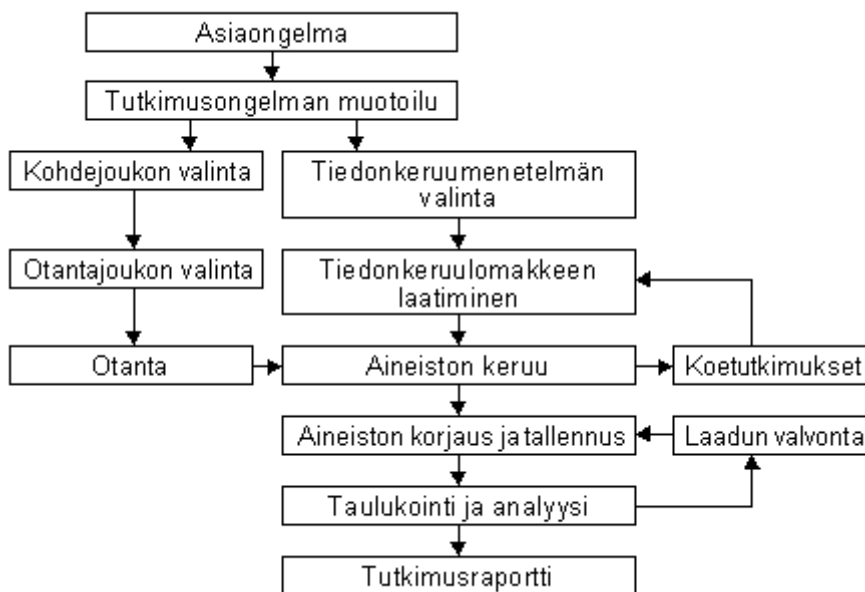 Asiaongelma
Tutkimusongelman muotoilu
Kohdejoukon valinta
Tiedonkeruumenetelmän
valinta
Otantajoukon valinta
Tiedonkeruulomakkeen
laatiminen
Otanta
Aineiston keruu
Koetutkimukset
Aineiston korjaus ja tallennus
Laadun valvonta
Taulukointi ja analyysi
Tutkimusraportti